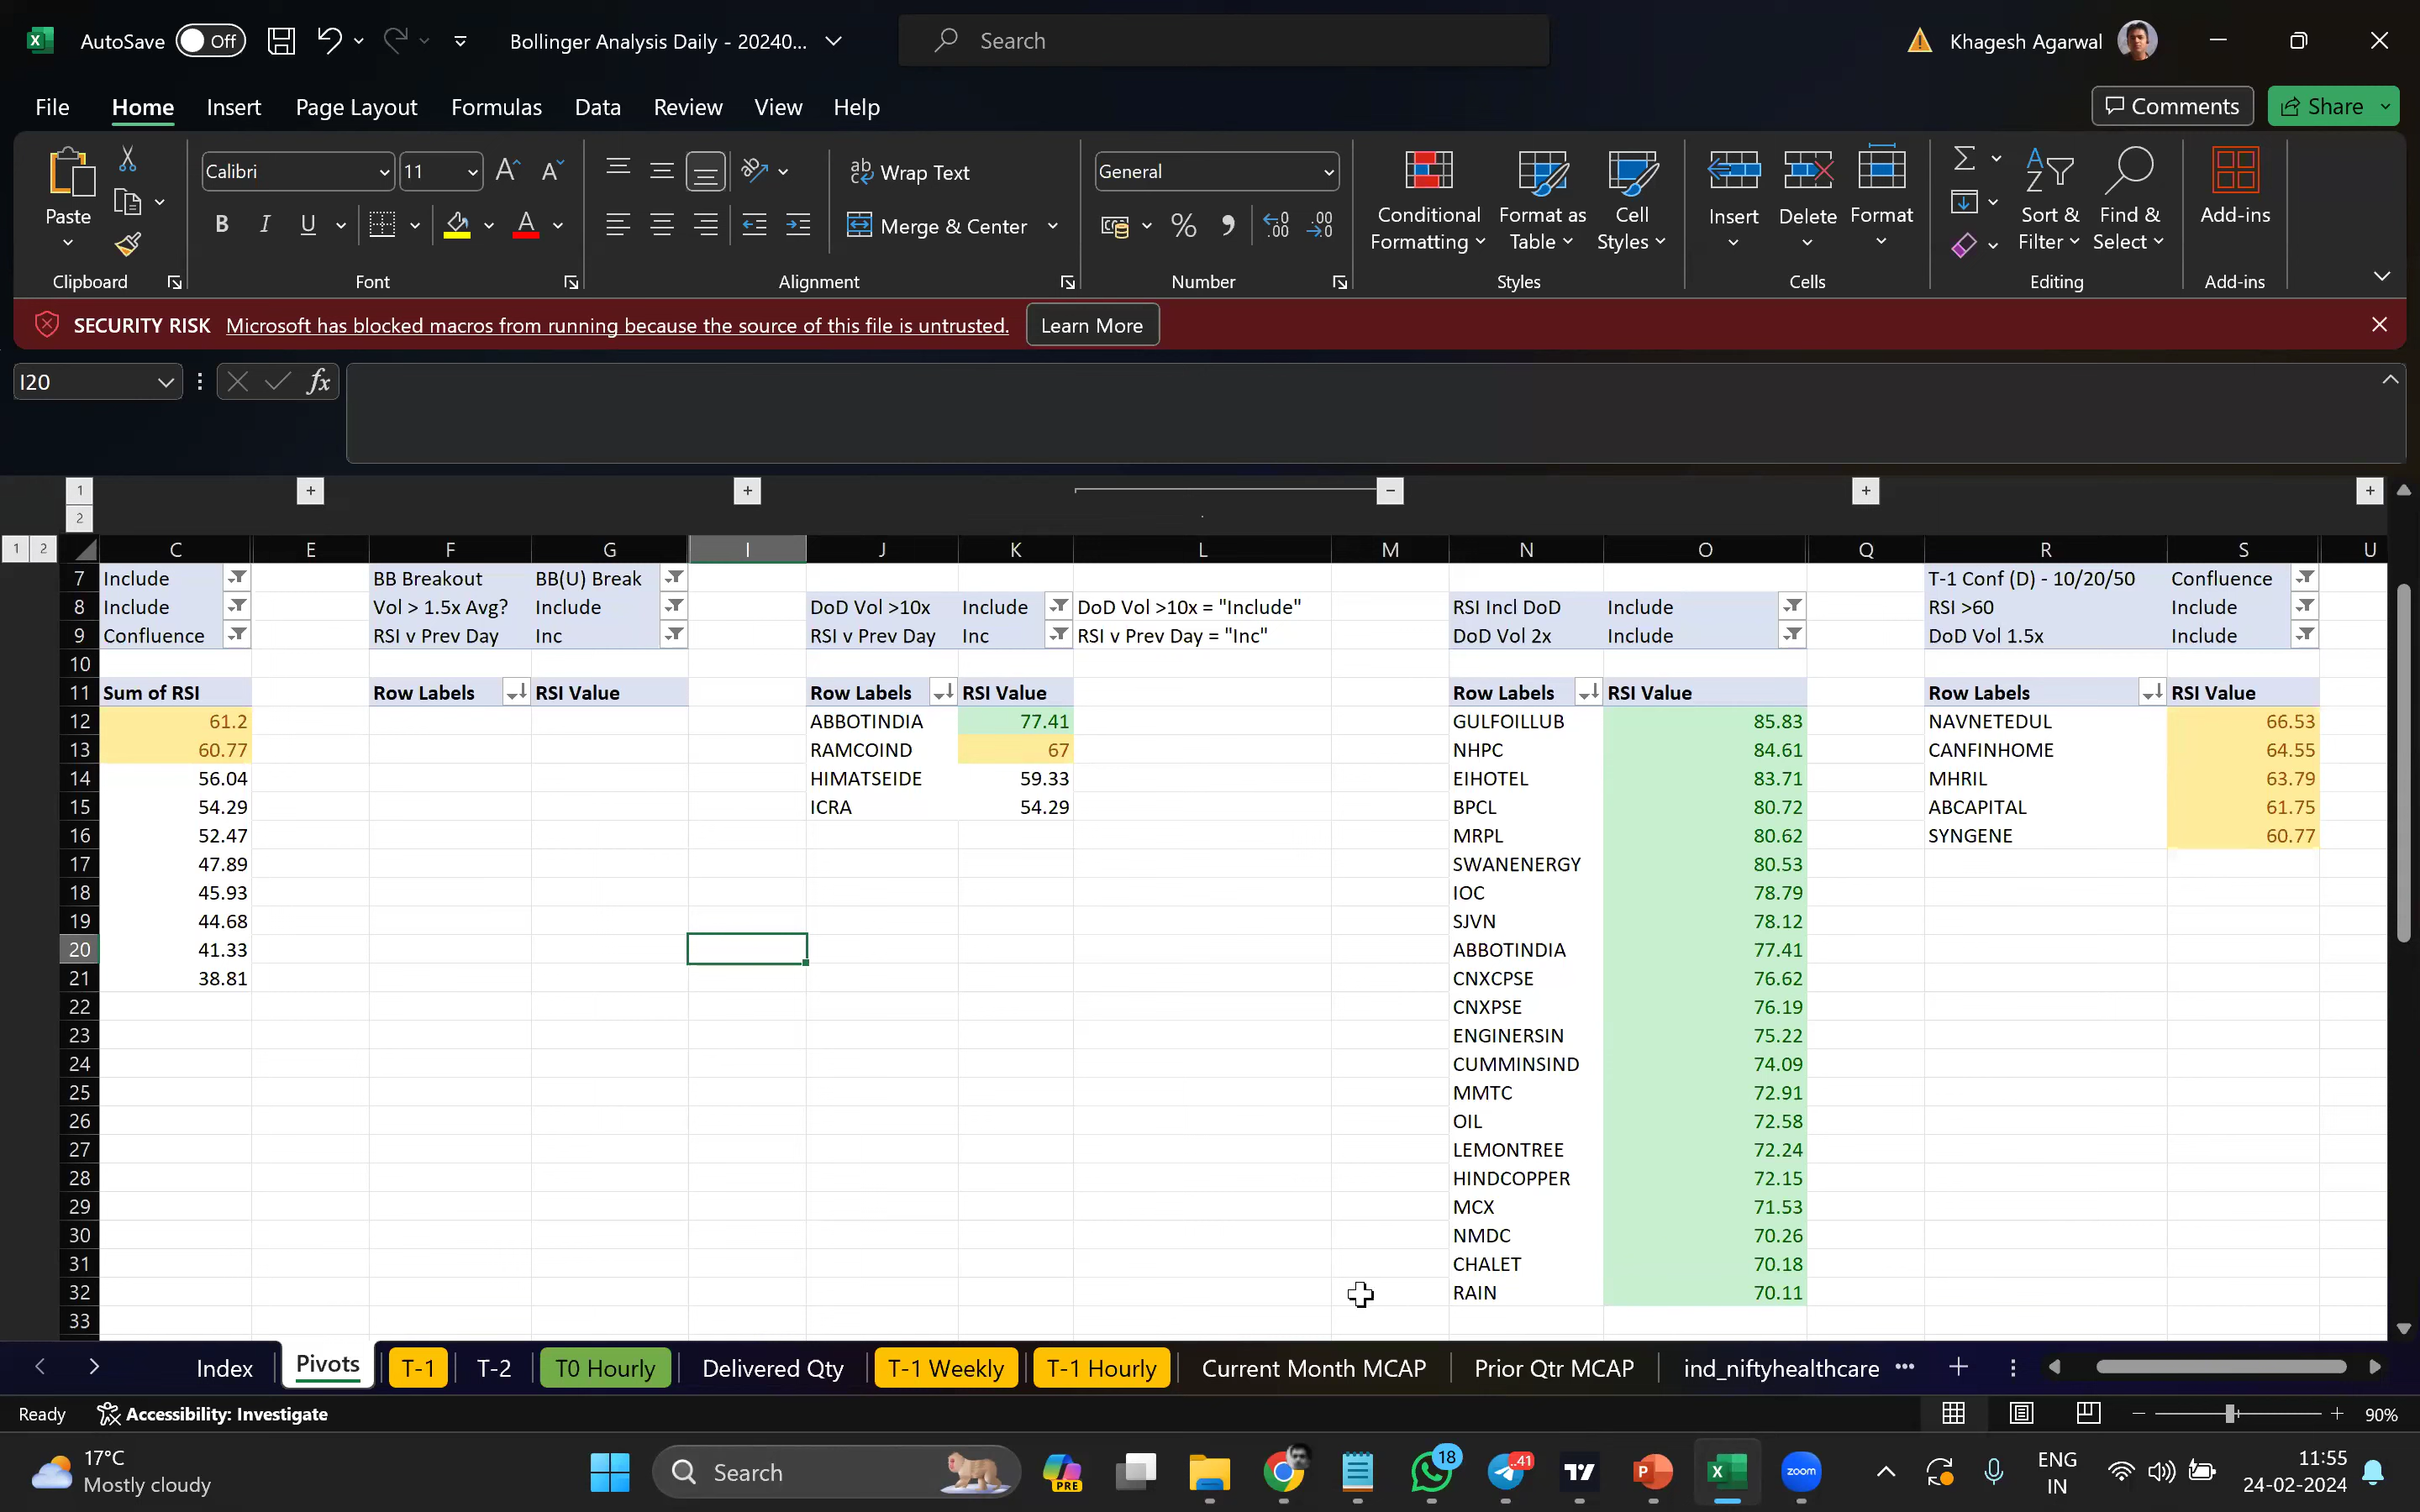 AutoSave Off Bollinger Analysis Daily - 20240... Search Khagesh Agarwal
File Home Insert Page Layout Formulas Data Review View Help Comments Share
Paste Calibri 11 Wrap Text General Conditional Formatting Format as Table Cell Styles Insert Delete Format Sort & Filter Find & Select Add-ins
B I U A Merge & Center
Clipboard Font Alignment Number Styles Cells Editing Add-ins
SECURITY RISK Microsoft has blocked macros from running because the source of this file is untrusted. Learn More
I20 fx
1
2
1 2 C E F G I J K L M N O Q R S U
7 Include BB Breakout BB(U) Break T-1 Conf (D) - 10/20/50 Confluence
8 Include Vol > 1.5x Avg? Include DoD Vol >10x Include DoD Vol >10x = "Include" RSI Incl DoD Include RSI >60 Include
9 Confluence RSI v Prev Day Inc RSI v Prev Day Inc RSI v Prev Day = "Inc" DoD Vol 2x Include DoD Vol 1.5x Include
10
11 Sum of RSI Row Labels RSI Value Row Labels RSI Value Row Labels RSI Value Row Labels RSI Value
12 61.2 ABBOTINDIA 77.41 GULFOILLUB 85.83 NAVNETEDUL 66.53
13 60.77 RAMCOIND 67 NHPC 84.61 CANFINHOME 64.55
14 56.04 HIMATSEIDE 59.33 EIHOTEL 83.71 MHRIL 63.79
15 54.29 ICRA 54.29 BPCL 80.72 ABCAPITAL 61.75
16 52.47 MRPL 80.62 SYNGENE 60.77
17 47.89 SWANENERGY 80.53
18 45.93 IOC 78.79
19 44.68 SJVN 78.12
20 41.33 ABBOTINDIA 77.41
21 38.81 CNXCPSE 76.62
22 CNXPSE 76.19
23 ENGINERSIN 75.22
24 CUMMINSIND 74.09
25 MMTC 72.91
26 OIL 72.58
27 LEMONTREE 72.24
28 HINDCOPPER 72.15
29 MCX 71.53
30 NMDC 70.26
31 CHALET 70.18
32 RAIN 70.11
33
Index Pivots T-1 T-2 T0 Hourly Delivered Qty T-1 Weekly T-1 Hourly Current Month MCAP Prior Qtr MCAP ind_niftyhealthcare
Ready Accessibility: Investigate 90%
17°C
Mostly cloudy
Search PRE 18 ..41 zoom ENG
IN
11:55
24-02-2024